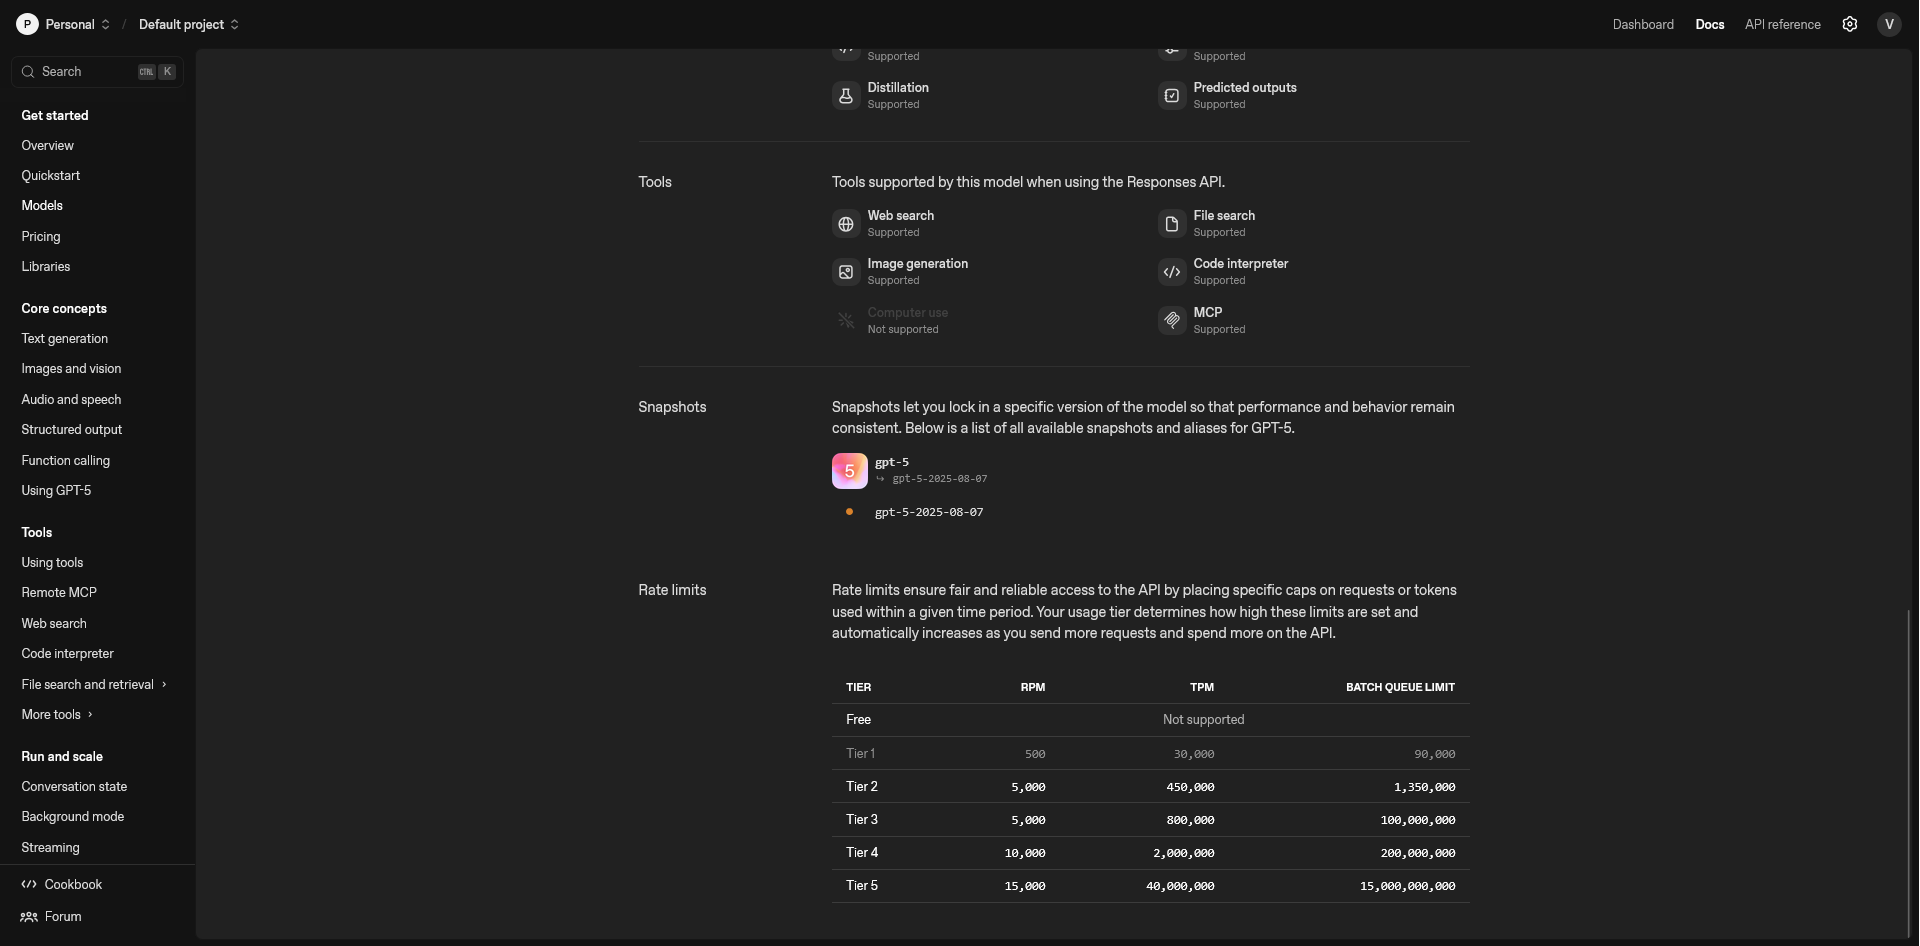 P Personal / Default project
Dashboard Docs API reference V
Search CTRL K
Get started
Overview
Quickstart
Models
Pricing
Libraries
Core concepts
Text generation
Images and vision
Audio and speech
Structured output
Function calling
Using GPT-5
Tools
Using tools
Remote MCP
Web search
Code interpreter
File search and retrieval
More tools
Run and scale
Conversation state
Background mode
Streaming
Cookbook
Forum
Supported Supported
Distillation Predicted outputs
Supported Supported
Tools
Tools supported by this model when using the Responses API.
Web search File search
Supported Supported
Image generation Code interpreter
Supported Supported
Computer use MCP
Not supported Supported
Snapshots
Snapshots let you lock in a specific version of the model so that performance and behavior remain
consistent. Below is a list of all available snapshots and aliases for GPT-5.
5 gpt-5
↳ gpt-5-2025-08-07
gpt-5-2025-08-07
Rate limits
Rate limits ensure fair and reliable access to the API by placing specific caps on requests or tokens
used within a given time period. Your usage tier determines how high these limits are set and
automatically increases as you send more requests and spend more on the API.
TIER RPM TPM BATCH QUEUE LIMIT
Free Not supported
Tier 1 500 30,000 90,000
Tier 2 5,000 450,000 1,350,000
Tier 3 5,000 800,000 100,000,000
Tier 4 10,000 2,000,000 200,000,000
Tier 5 15,000 40,000,000 15,000,000,000